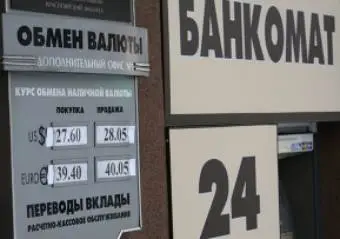 ОБМЕН ВАЛЮТЫ
ДОПОЛНИТЕЛЬНЫЙ ОФИС №
КУРС ОБМЕНА НАЛИЧНОЙ ВАЛЮТЫ
ПОКУПКА ПРОДАЖА
US $ 27.60 28.05
EURO € 39.40 40.05
ПЕРЕВОДЫ ВКЛАДЫ
РАСЧЕТНО-КАССОВОЕ ОБСЛУЖИВАНИЕ
БАНКОМАТ
24